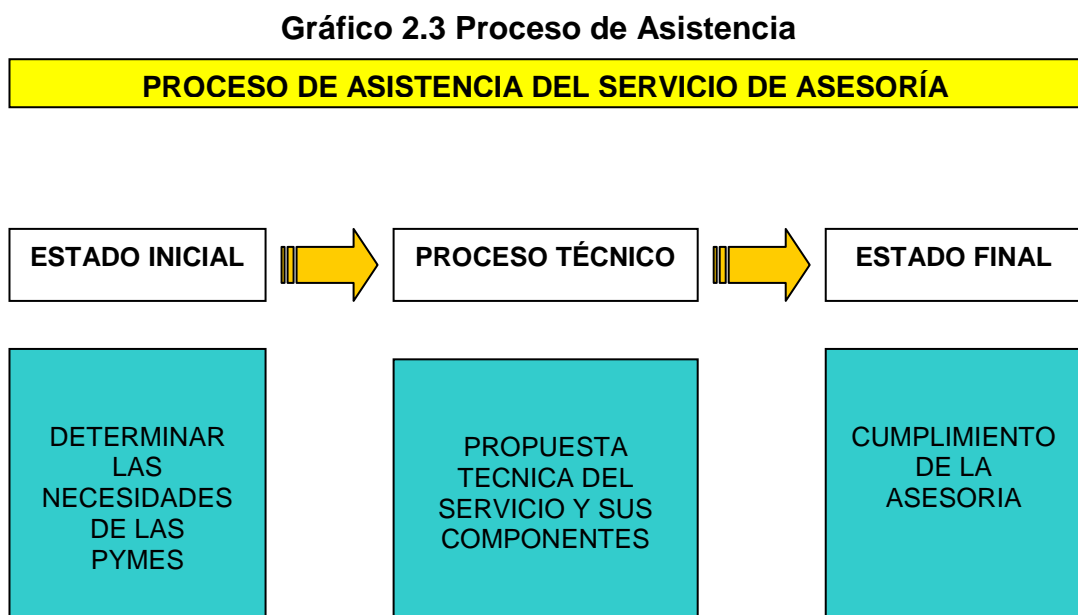 Gráfico 2.3 Proceso de Asistencia
PROCESO DE ASISTENCIA DEL SERVICIO DE ASESORÍA
ESTADO INICIAL
PROCESO TÉCNICO
ESTADO FINAL
DETERMINAR
LAS
NECESIDADES
DE LAS
PYMES
PROPUESTA
TECNICA DEL
SERVICIO Y SUS
COMPONENTES
CUMPLIMIENTO
DE LA
ASESORIA